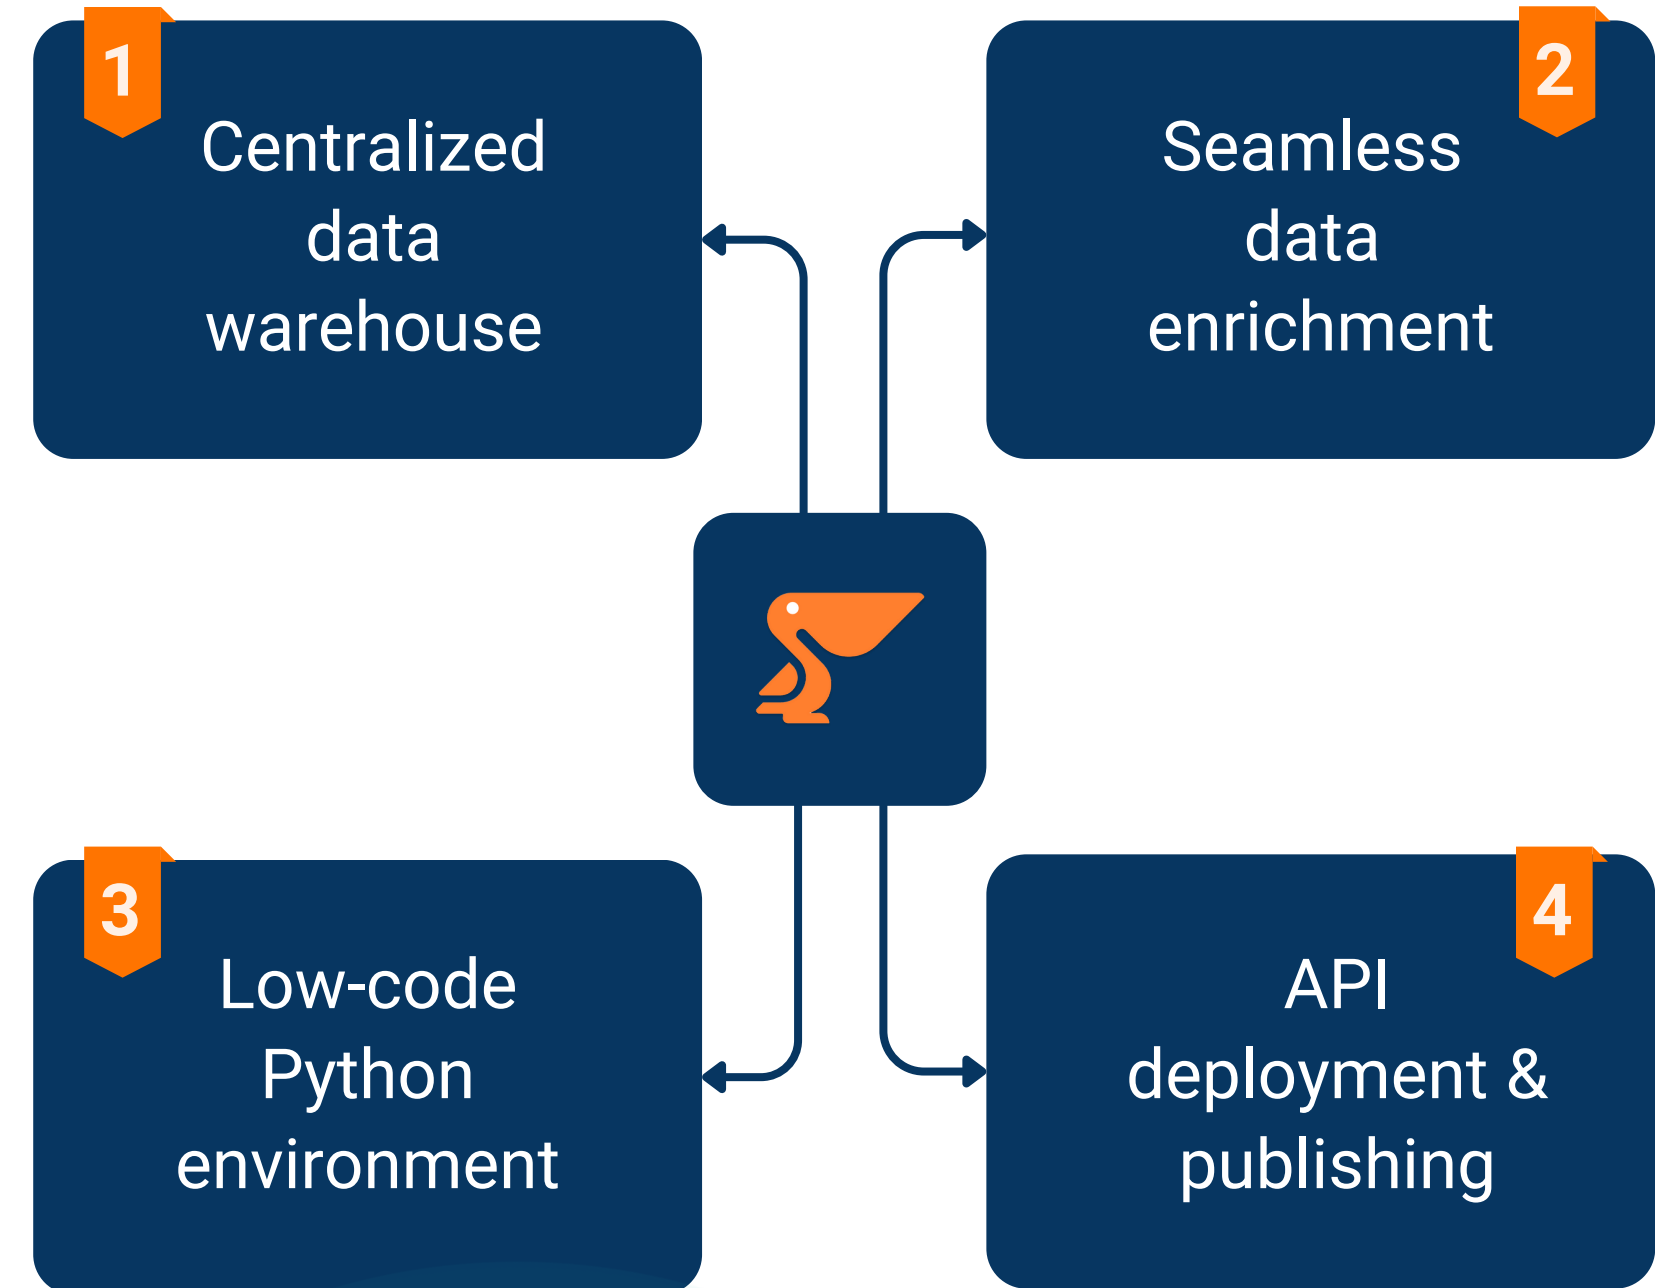 1
Centralized
data
warehouse
2
Seamless
data
enrichment
3
Low-code
Python
environment
4
API
deployment &
publishing